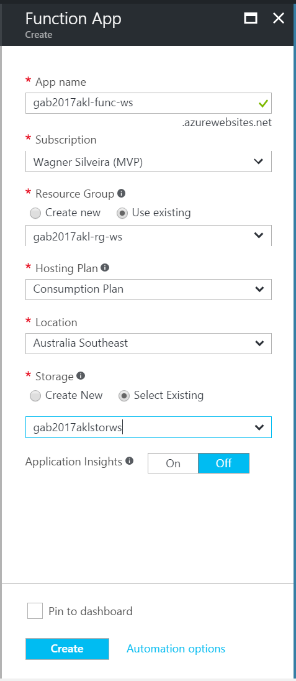 Function App
Create
* App name
gab2017akl-func-ws
.azurewebsites.net
* Subscription
Wagner Silveira (MVP)
* Resource Group
Create new Use existing
gab2017akl-rg-ws
* Hosting Plan
Consumption Plan
* Location
Australia Southeast
* Storage
Create New Select Existing
gab2017aklstorws
Application Insights On Off
Pin to dashboard
Create Automation options